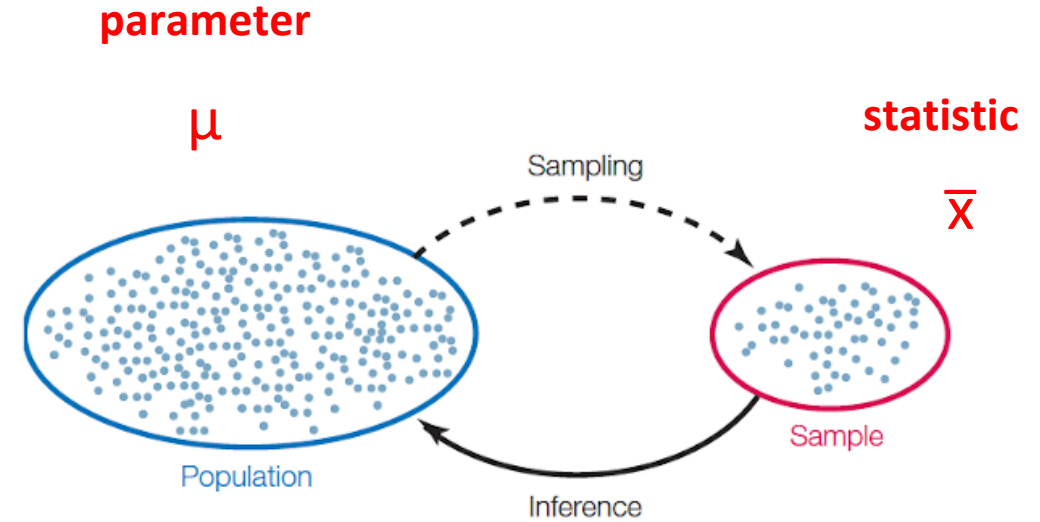 parameter
μ
statistic
x̅
Sampling
Population
Sample
Inference